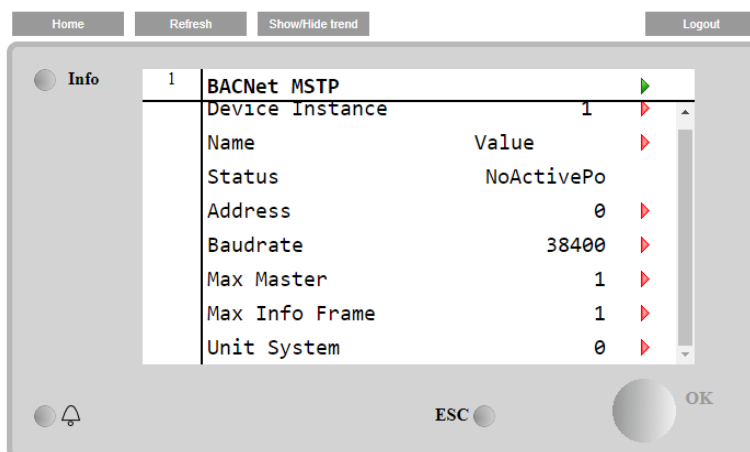 Home Refresh Show/Hide trend Logout
Info
1 BACNet MSTP
Device Instance 1
Name Value
Status NoActivePo
Address 0
Baudrate 38400
Max Master 1
Max Info Frame 1
Unit System 0
ESC OK